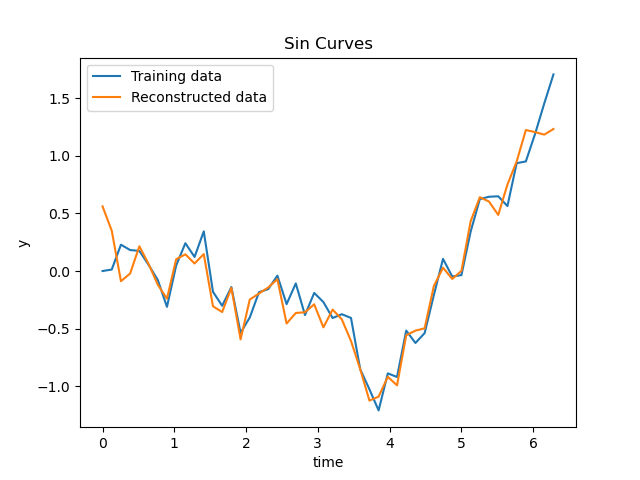 Sin Curves
Training data
Reconstructed data
1.5
1.0
0.5
0.0
−0.5
−1.0
y
0 1 2 3 4 5 6
time